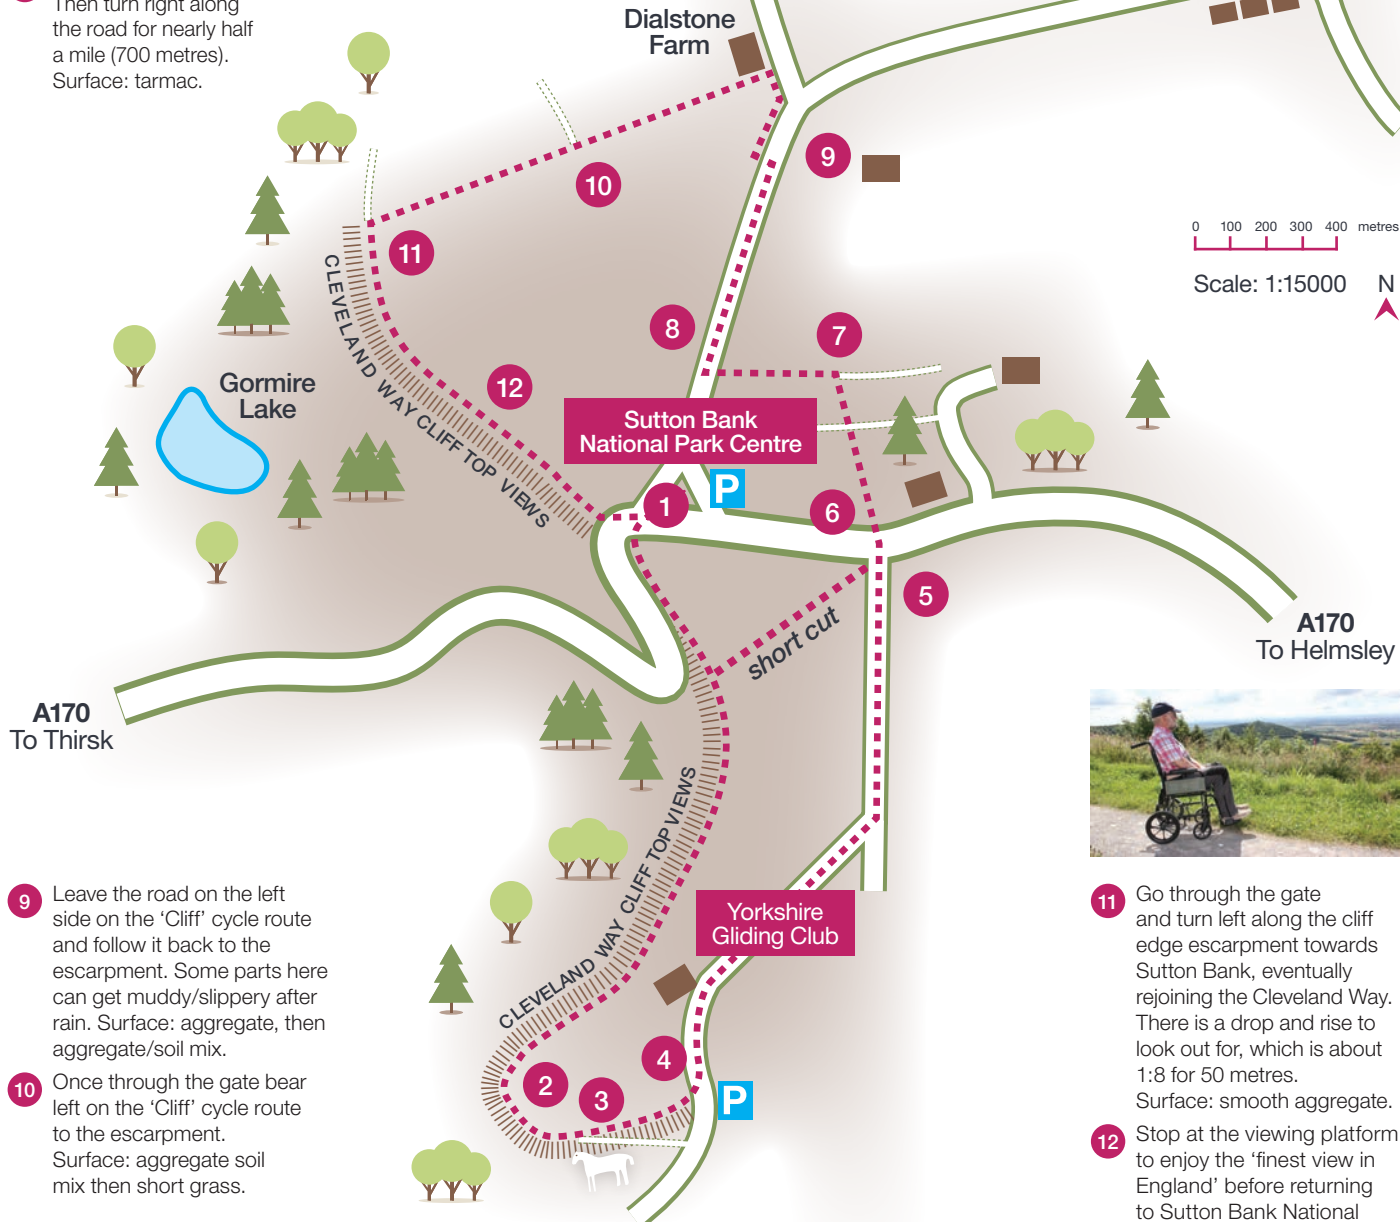 Then turn right along
the road for nearly half
a mile (700 metres).
Surface: tarmac.
Dialstone
Farm
9
10
11
0 100 200 300 400 metres
Scale: 1:15000 N
CLEVELAND WAY CLIFF TOP VIEWS
8
7
12
Gormire
Lake
Sutton Bank
National Park Centre
P
1
6
5
short cut
A170
To Helmsley
A170
To Thirsk
CLEVELAND WAY CLIFF TOP VIEWS
Yorkshire
Gliding Club
4
2
3
P
9 Leave the road on the left
side on the ‘Cliff’ cycle route
and follow it back to the
escarpment. Some parts here
can get muddy/slippery after
rain. Surface: aggregate, then
aggregate/soil mix.
10 Once through the gate bear
left on the ‘Cliff’ cycle route
to the escarpment.
Surface: aggregate soil
mix then short grass.
11 Go through the gate
and turn left along the cliff
edge escarpment towards
Sutton Bank, eventually
rejoining the Cleveland Way.
There is a drop and rise to
look out for, which is about
1:8 for 50 metres.
Surface: smooth aggregate.
12 Stop at the viewing platform
to enjoy the ‘finest view in
England’ before returning
to Sutton Bank National